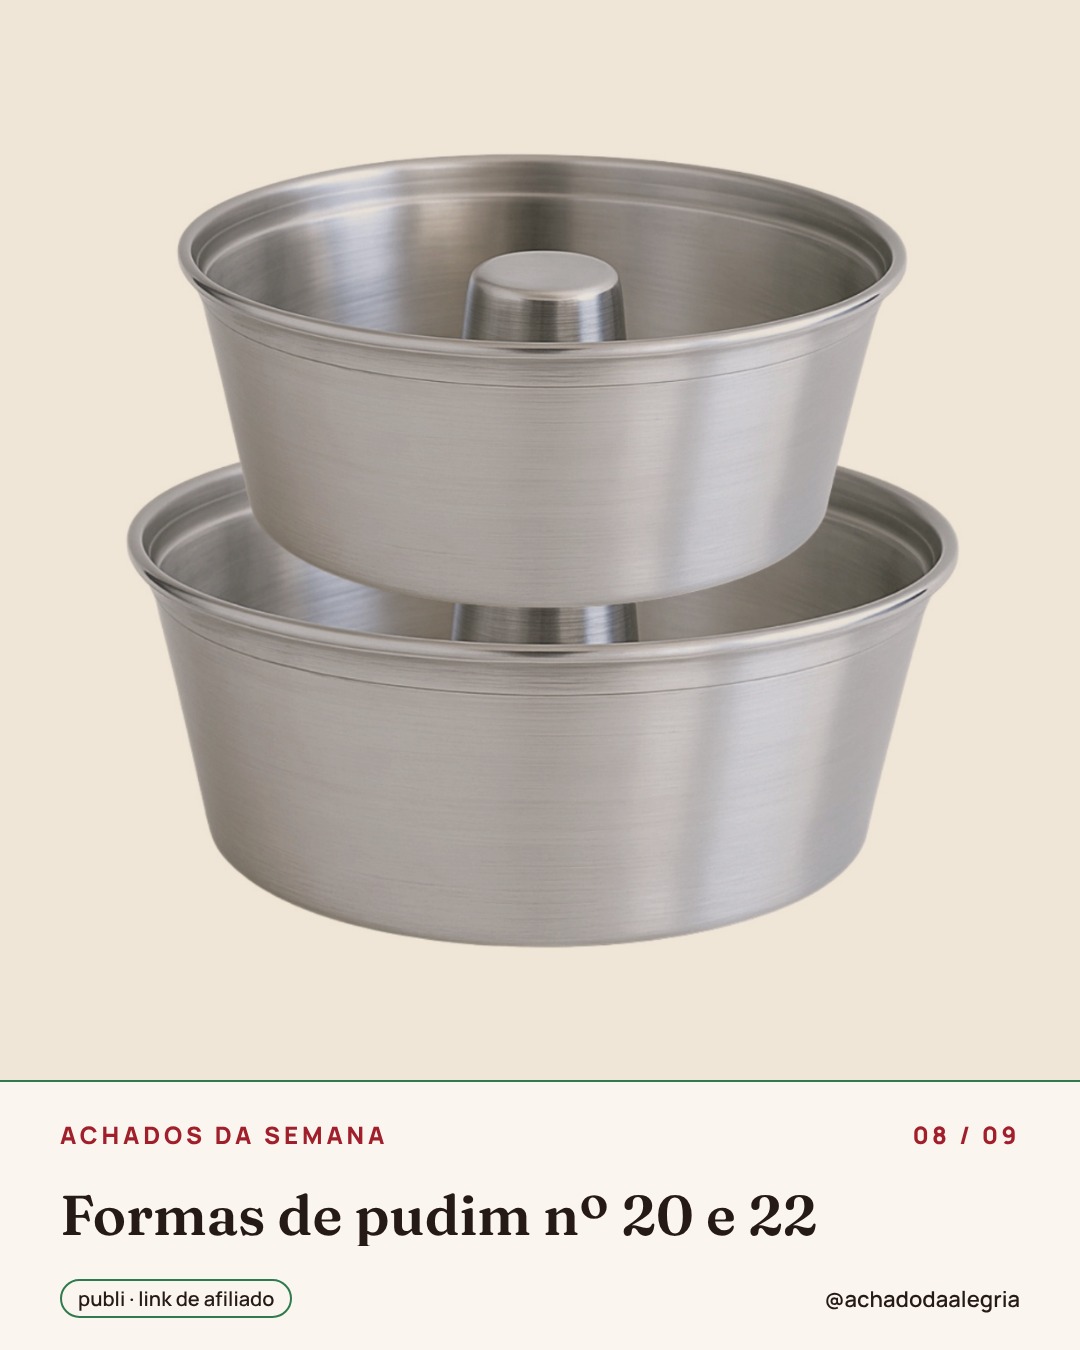 ACHADOS DA SEMANA
08 / 09
Formas de pudim nº 20 e 22
publi · link de afiliado
@achadodaalegria